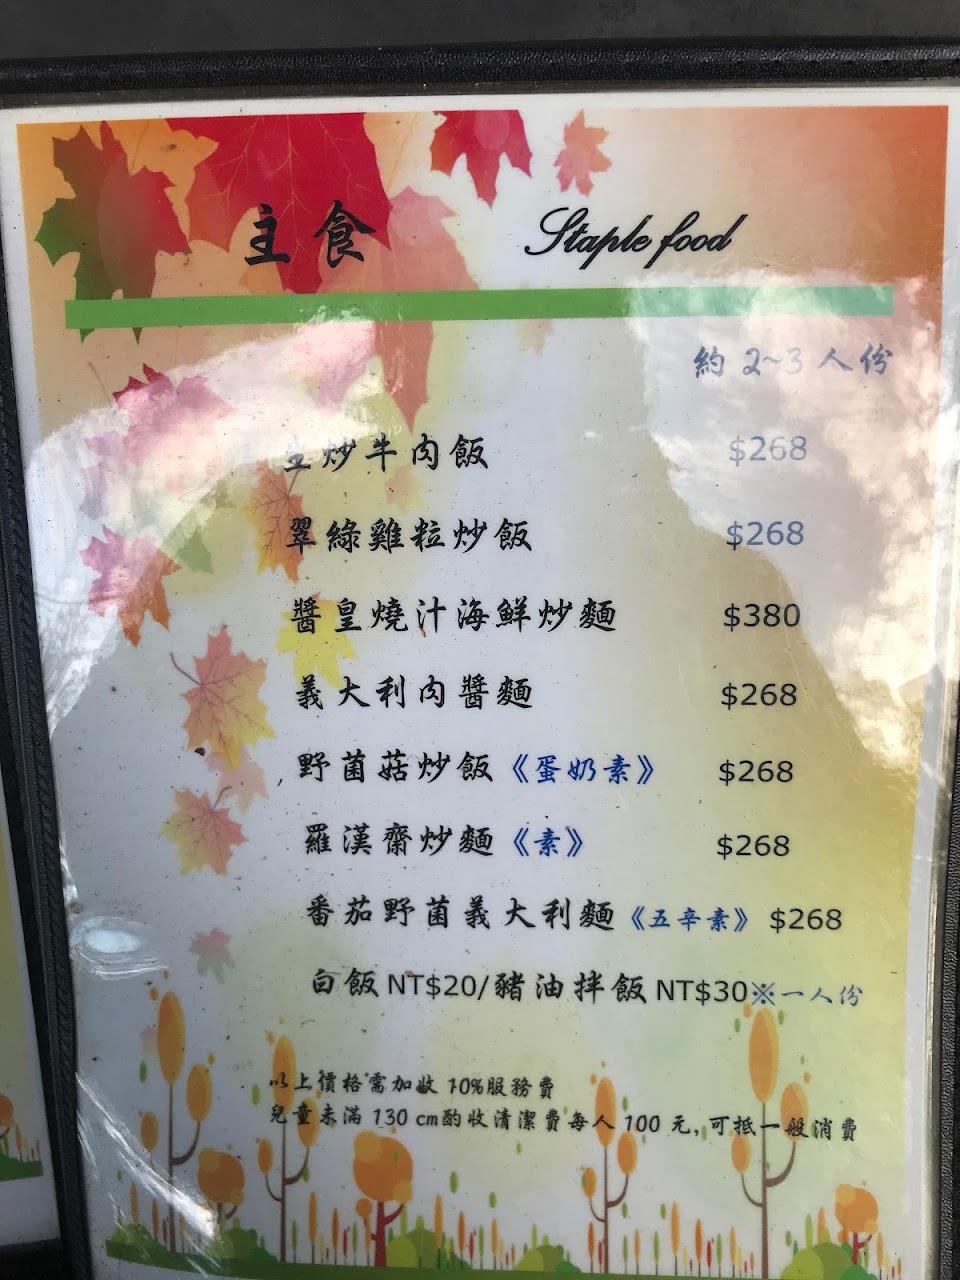 主食 Staple food
約 2~3 人份
生炒牛肉飯 $268
翠綠雞粒炒飯 $268
醬皇燒汁海鮮炒麵 $380
義大利肉醬麵 $268
野菌菇炒飯《蛋奶素》 $268
羅漢齋炒麵《素》 $268
番茄野菌義大利麵《五辛素》 $268
白飯 NT$20/豬油拌飯 NT$30※一人份
以上價格需加收 10%服務費
兒童未滿 130 cm酌收清潔費每人 100 元,可抵一般消費